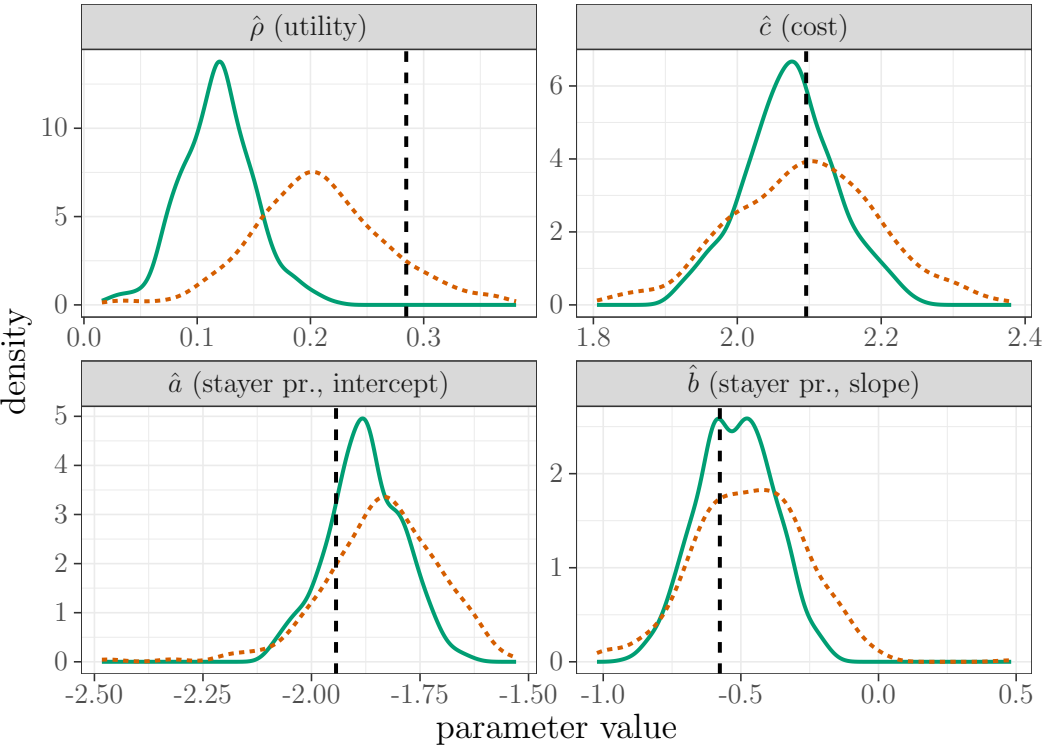 ρ̂ (utility)
ĉ (cost)
10
5
0
0.0 0.1 0.2 0.3
6
4
2
0
1.8 2.0 2.2 2.4
density
â (stayer pr., intercept)
b̂ (stayer pr., slope)
5
4
3
2
1
0
-2.50 -2.25 -2.00 -1.75 -1.50
2
1
0
-1.0 -0.5 0.0 0.5
parameter value